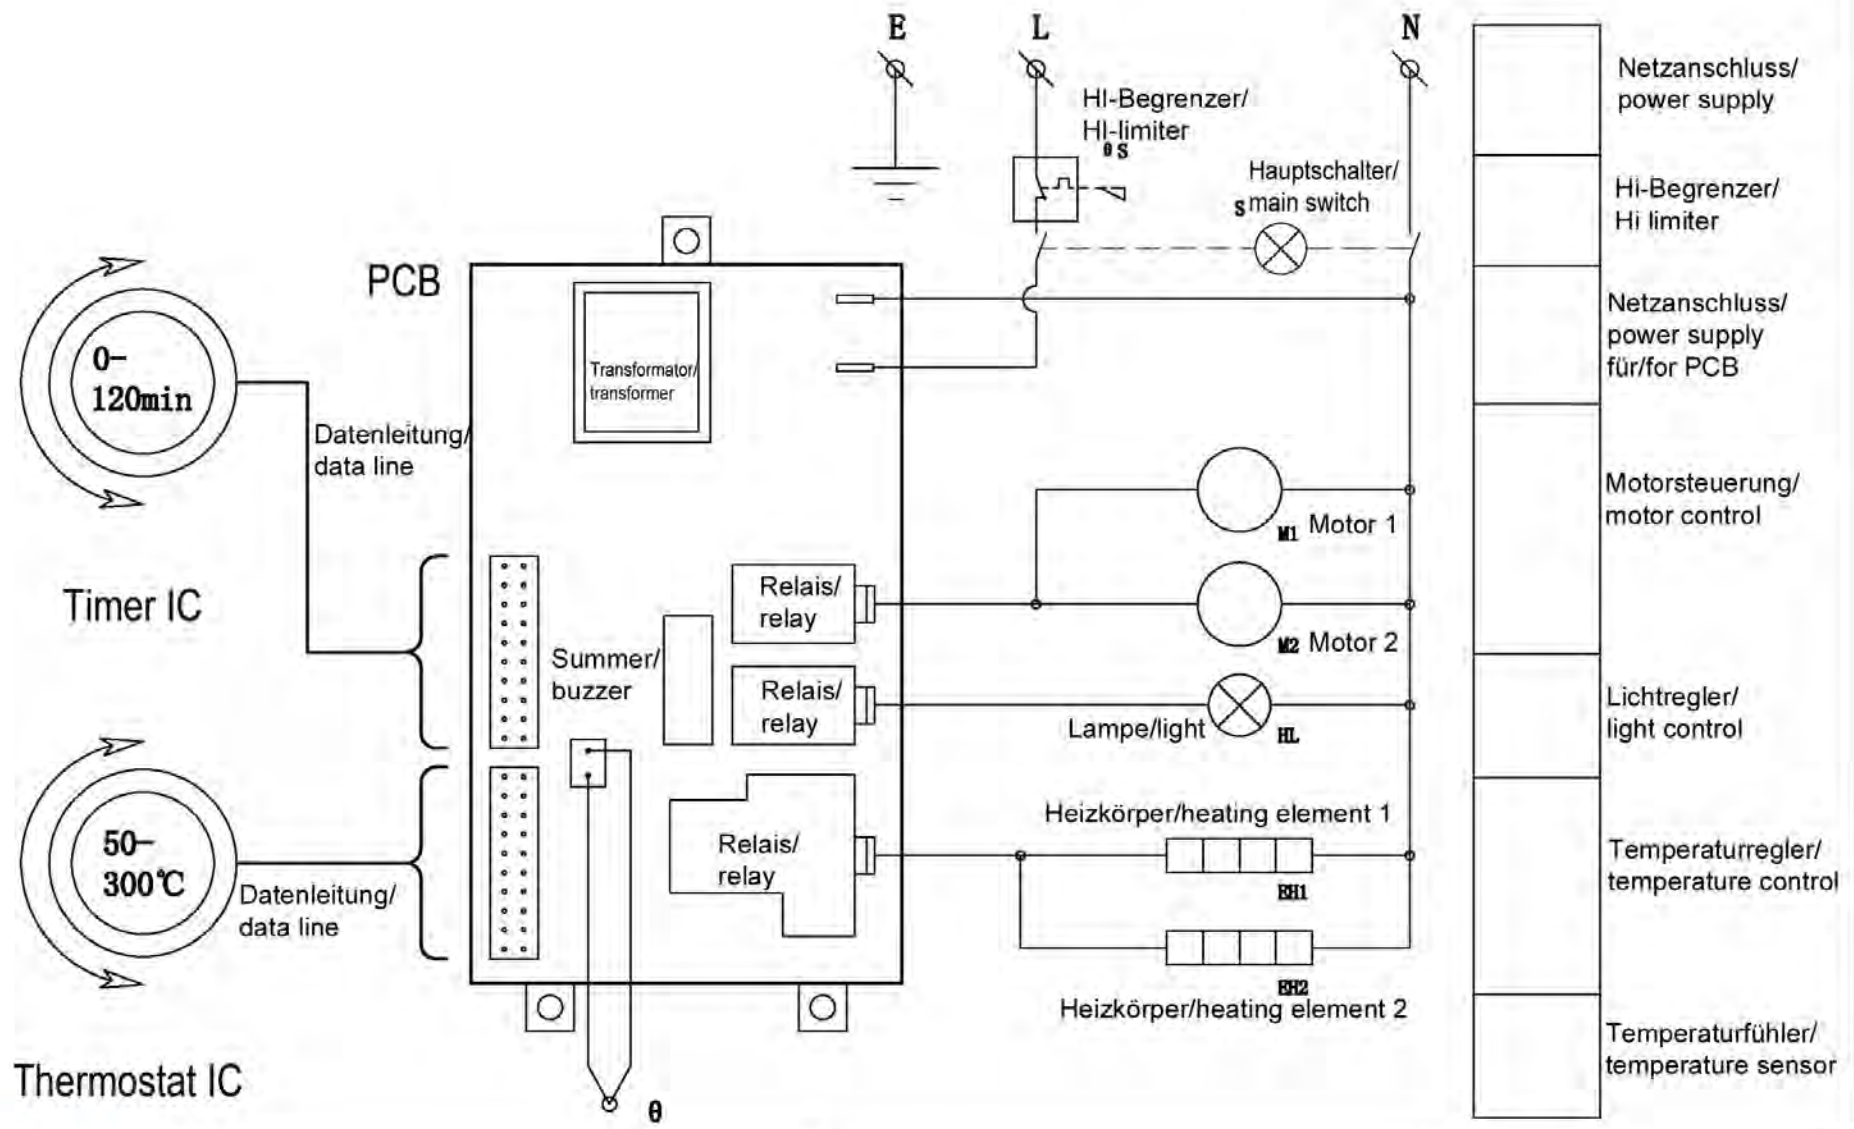 E
L
N
HI-Begrenzer/
HI-limiter
θ S
Hauptschalter/
S main switch
PCB
Transformator/
transformer
0-
120min
Datenleitung/
data line
Timer IC
50-
300℃
Datenleitung/
data line
Thermostat IC
Summer/
buzzer
Relais/
relay
Relais/
relay
Relais/
relay
M1 Motor 1
M2 Motor 2
Lampe/light
HL
Heizkörper/heating element 1
EH1
EH2
Heizkörper/heating element 2
θ
Netzanschluss/
power supply
Hi-Begrenzer/
Hi limiter
Netzanschluss/
power supply
für/for PCB
Motorsteuerung/
motor control
Lichtregler/
light control
Temperaturregler/
temperature control
Temperaturfühler/
temperature sensor